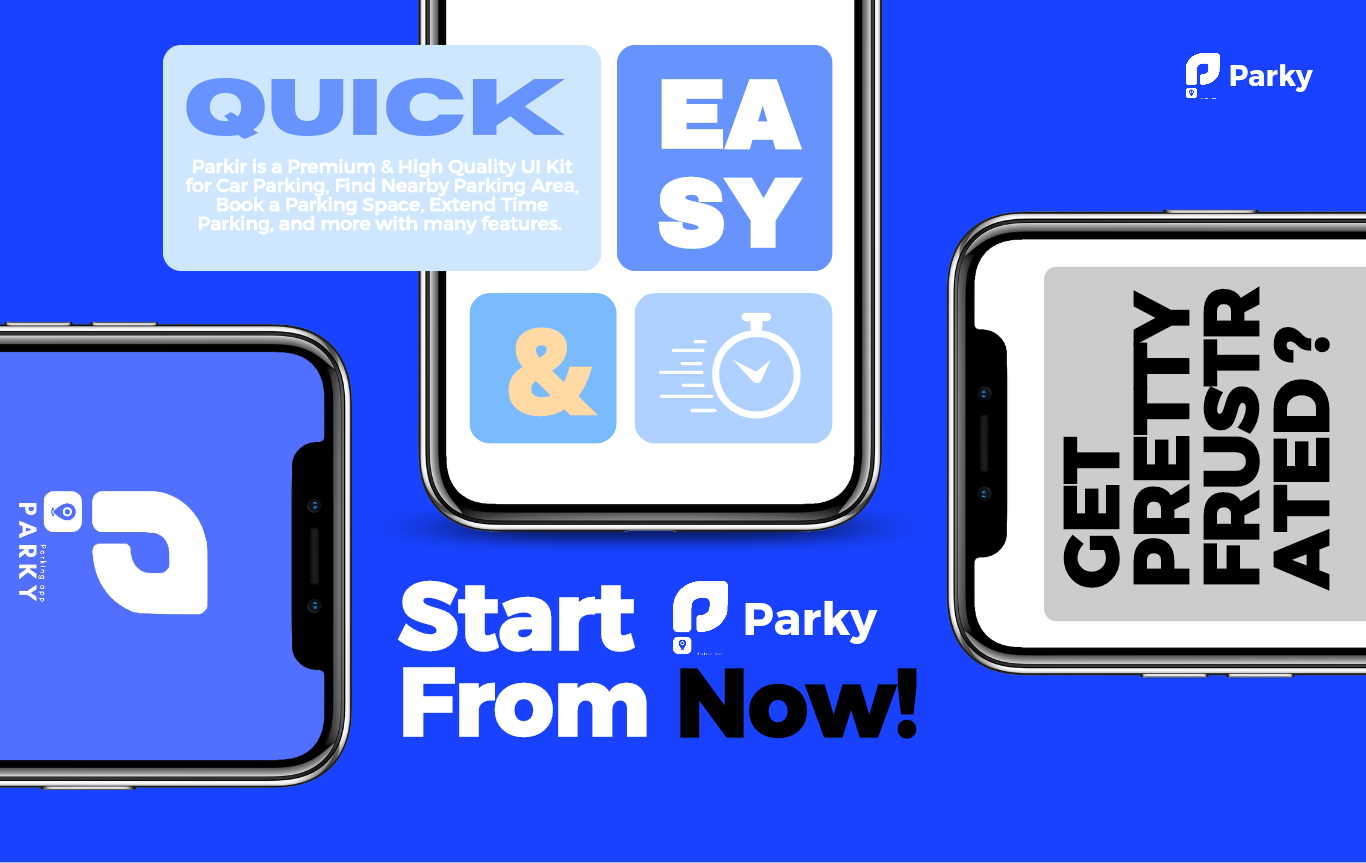 QUICK
Parkir is a Premium & High Quality UI Kit
for Car Parking, Find Nearby Parking Area,
Book a Parking Space, Extend Time
Parking, and more with many features.
EA
SY
&
Parky
PARKY
Parking app
GET
PRETTY
FRUSTR
ATED ?
Start Parky
From Now!